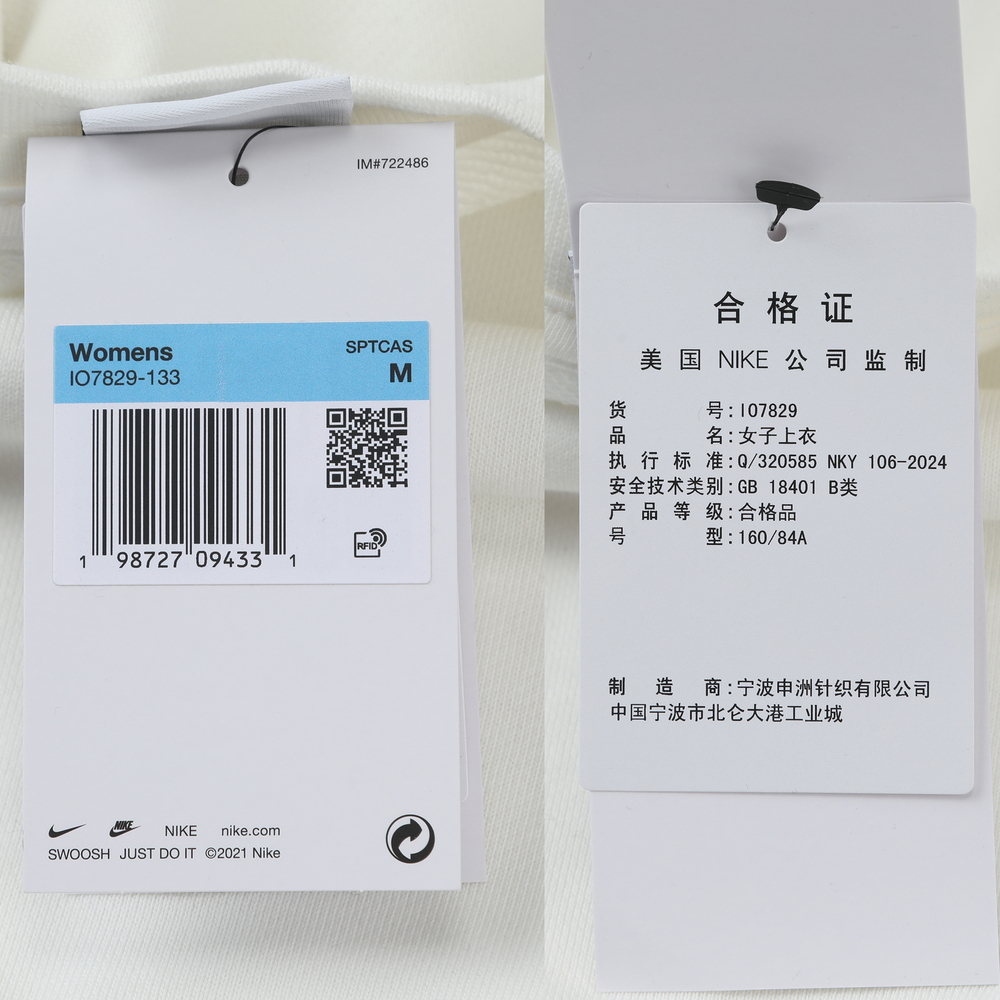 IM#722486
Womens
SPTCAS
IO7829-133
M
RFID
1 98727 09433 1
NIKE NIKE nike.com
SWOOSH JUST DO IT ©2021 Nike
合格证
美国 NIKE 公司监制
货号:IO7829
品名:女子上衣
执行标准:Q/320585 NKY 106-2024
安全技术类别:GB 18401 B类
产品等级:合格品
号型:160/84A
制造商:宁波申洲针织有限公司
中国宁波市北仑大港工业城